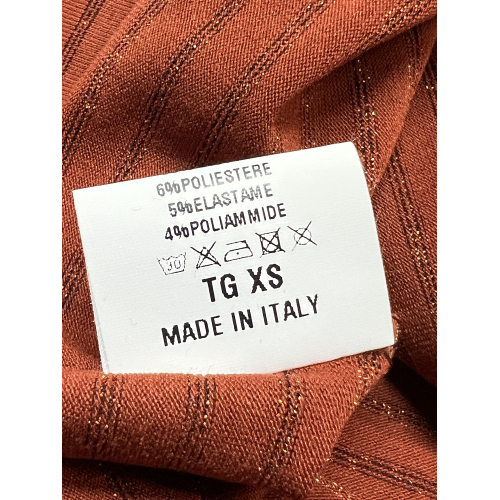 6%POLIESTERE
5%ELASTAME
4%POLIAMMIDE
30
TG XS
MADE IN ITALY